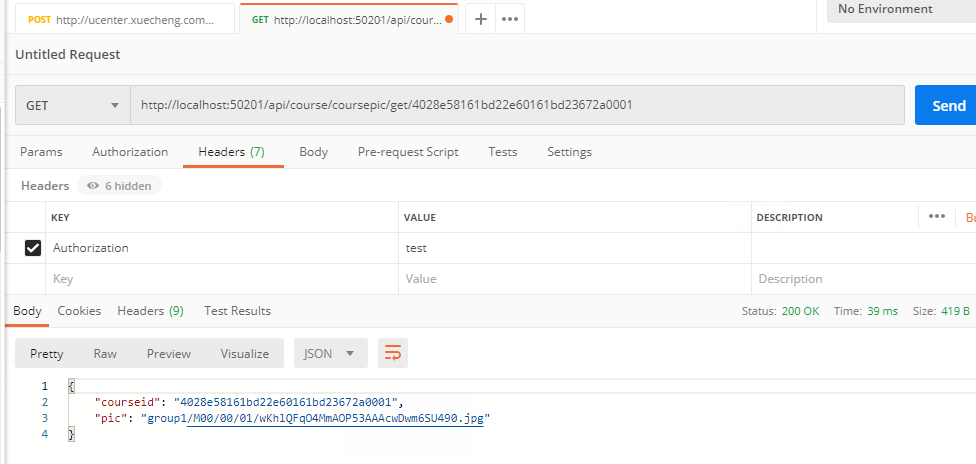 POST http://ucenter.xuecheng.com...
GET http://localhost:50201/api/cour...
No Environment
Untitled Request
GET
http://localhost:50201/api/course/coursepic/get/4028e58161bd22e60161bd23672a0001
Send
Params Authorization Headers (7) Body Pre-request Script Tests Settings
Headers 6 hidden
KEY VALUE DESCRIPTION ••• Bu
Authorization test
Key Value Description
Body Cookies Headers (9) Test Results Status: 200 OK Time: 39 ms Size: 419 B
Pretty Raw Preview Visualize JSON
1 {
2 "courseid": "4028e58161bd22e60161bd23672a0001",
3 "pic": "group1/M00/00/01/wKhlQFqO4MmAOP53AAAcwDwm6SU490.jpg"
4 }